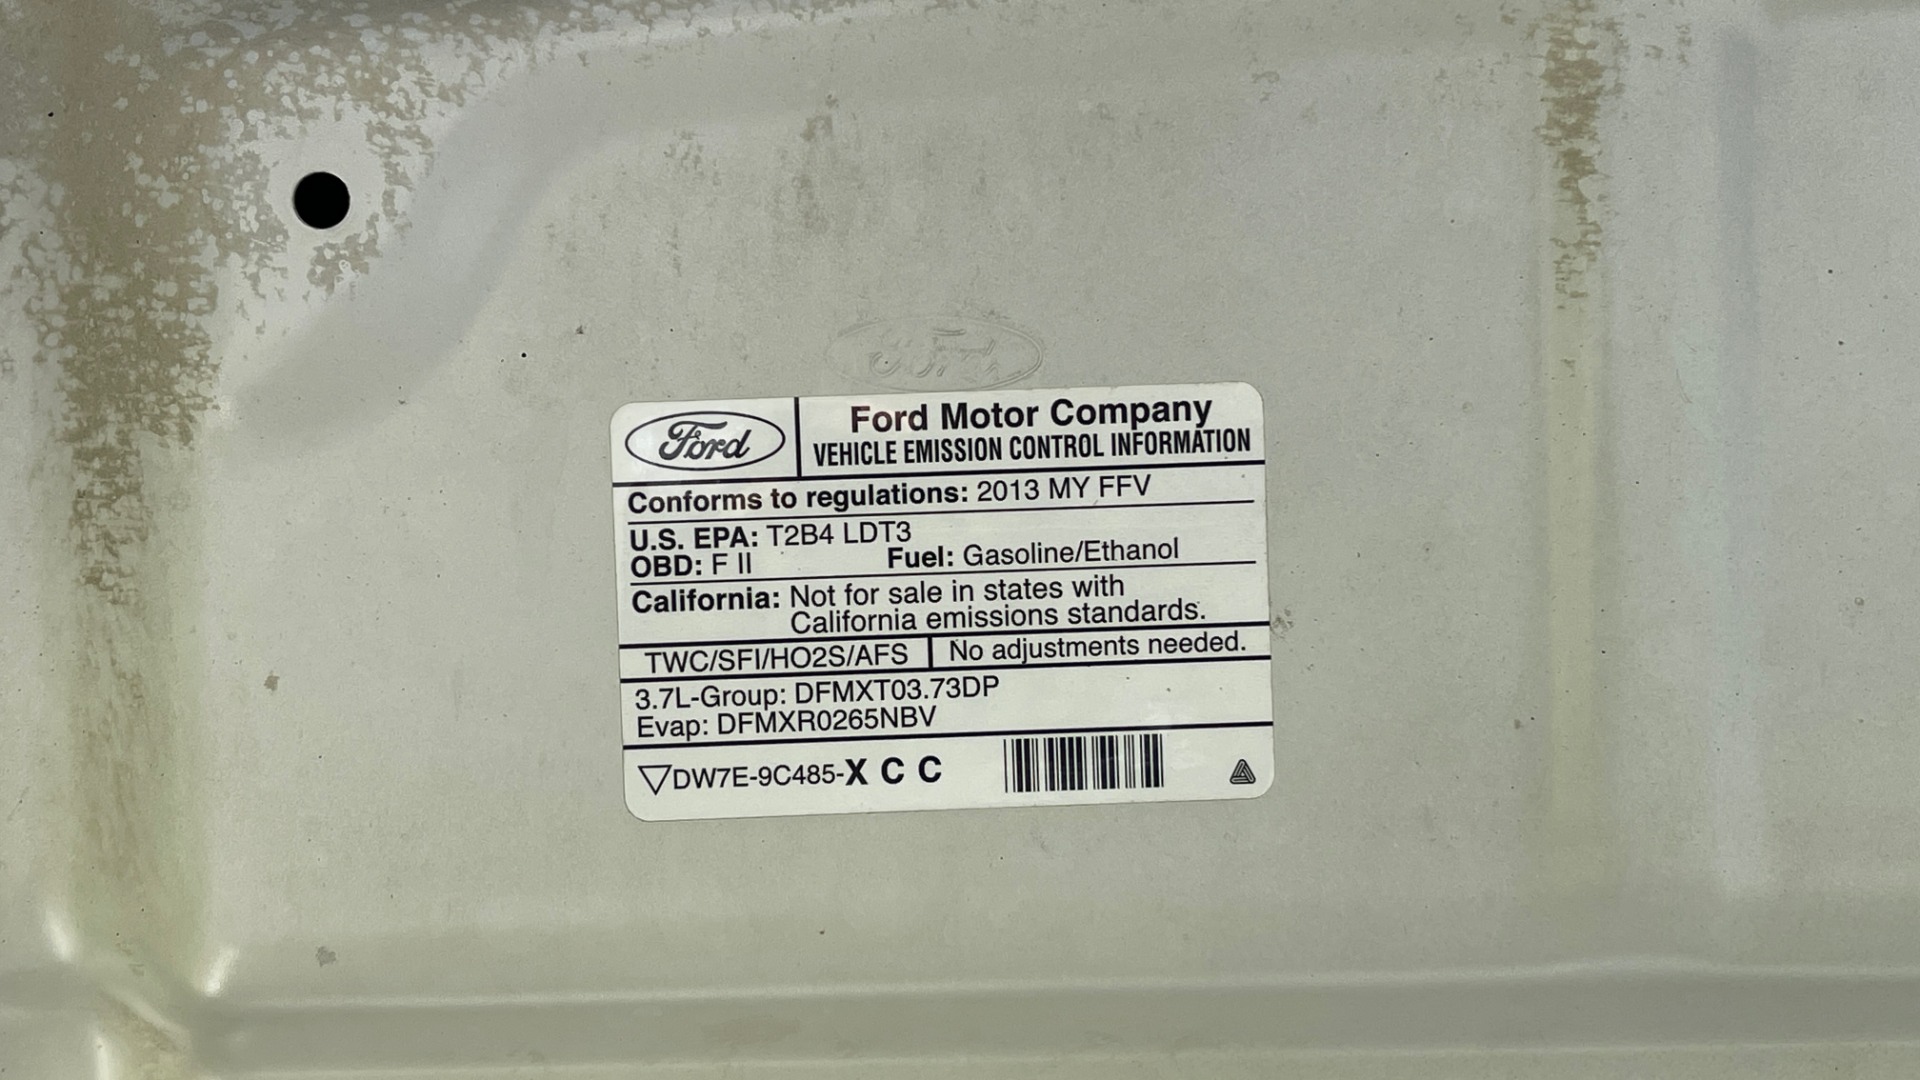 Ford
Ford Ford Motor Company
VEHICLE EMISSION CONTROL INFORMATION
Conforms to regulations: 2013 MY FFV
U.S. EPA: T2B4 LDT3
OBD: F II Fuel: Gasoline/Ethanol
California: Not for sale in states with
California emissions standards.
TWC/SFI/HO2S/AFS No adjustments needed.
3.7L-Group: DFMXT03.73DP
Evap: DFMXR0265NBV
▽DW7E-9C485-X C C